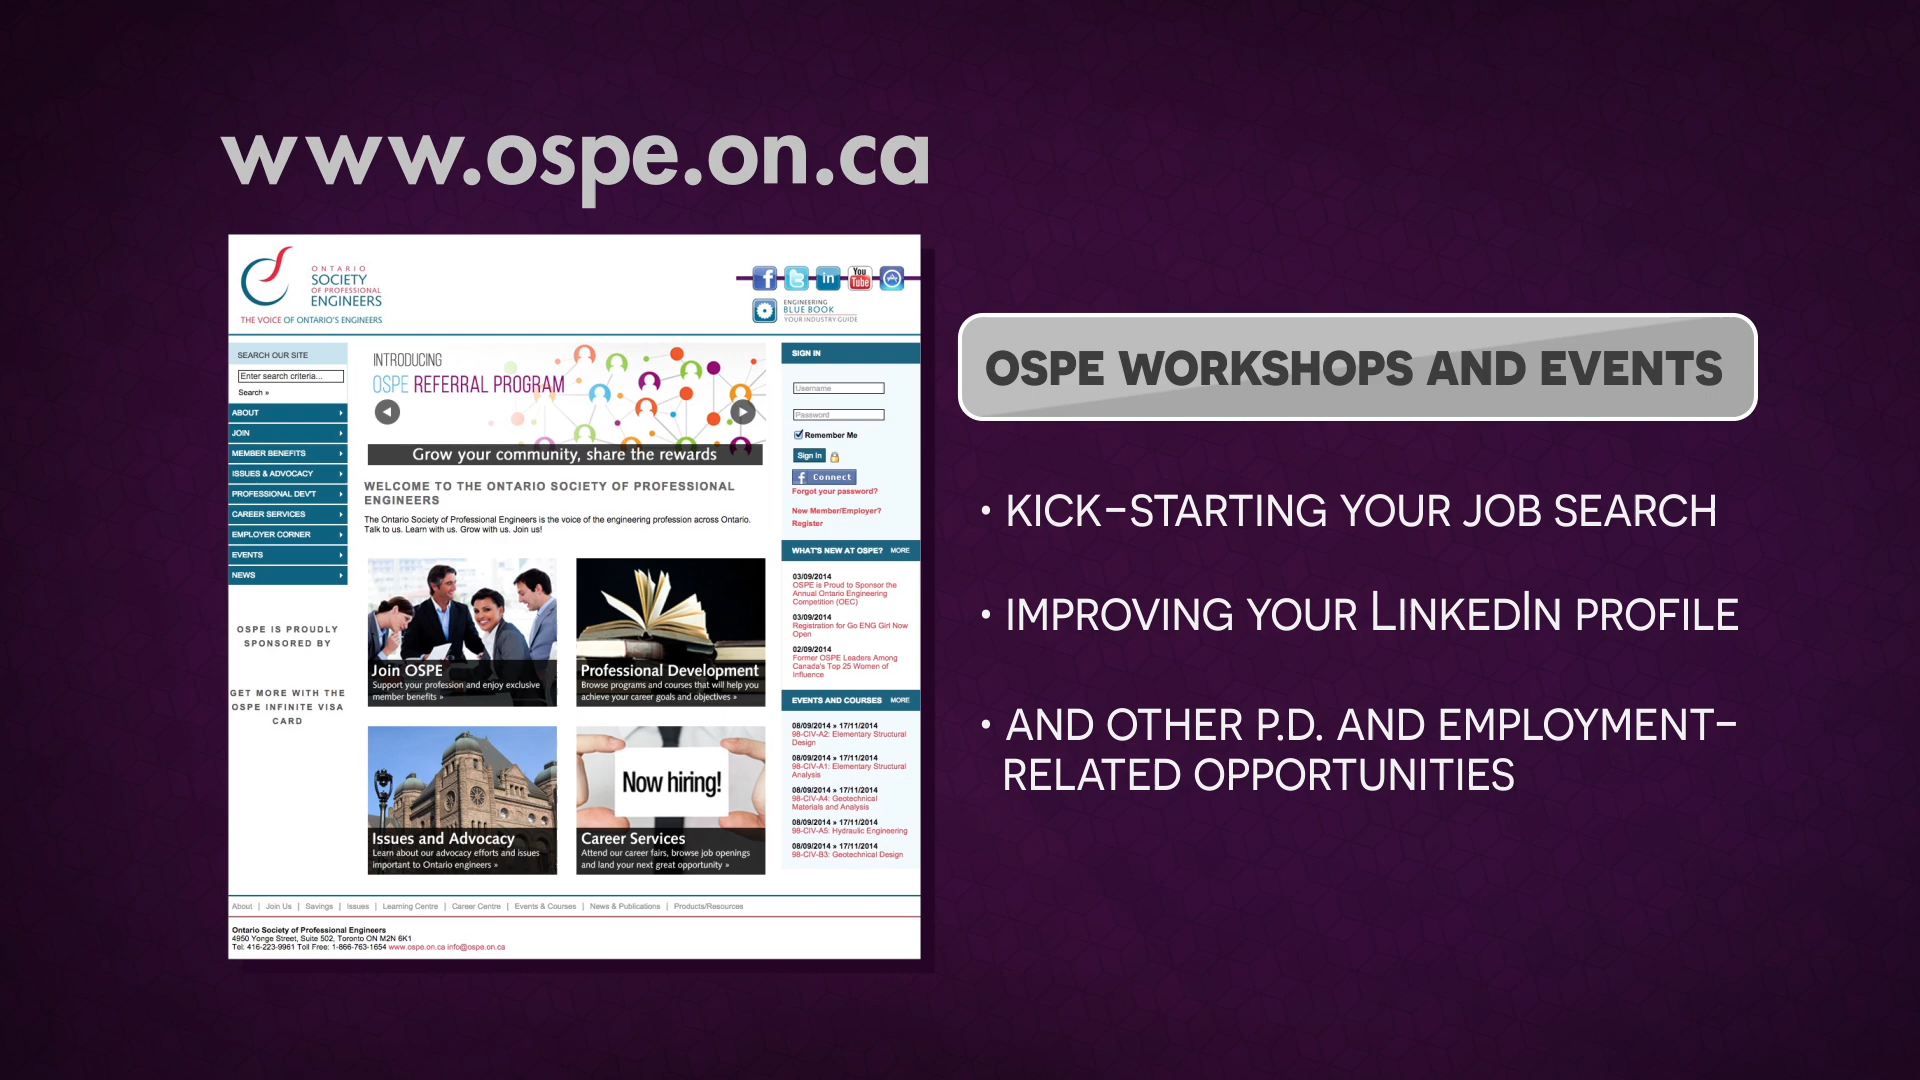 www.ospe.on.ca
ONTARIO
SOCIETY
OF PROFESSIONAL
ENGINEERS
THE VOICE OF ONTARIO'S ENGINEERS
f
t
in
You
Tube
ENGINEERING
BLUE BOOK
YOUR INDUSTRY GUIDE
SEARCH OUR SITE
Enter search criteria...
Search »
ABOUT
JOIN
MEMBER BENEFITS
ISSUES & ADVOCACY
PROFESSIONAL DEV'T
CAREER SERVICES
EMPLOYER CORNER
EVENTS
NEWS
OSPE IS PROUDLY
SPONSORED BY
GET MORE WITH THE
OSPE INFINITE VISA
CARD
INTRODUCING
OSPE REFERRAL PROGRAM
Grow your community, share the rewards
WELCOME TO THE ONTARIO SOCIETY OF PROFESSIONAL
ENGINEERS
The Ontario Society of Professional Engineers is the voice of the engineering profession across Ontario.
Talk to us. Learn with us. Grow with us. Join us!
Join OSPE
Support your profession and enjoy exclusive
member benefits »
Professional Development
Browse programs and courses that will help you
achieve your career goals and objectives »
Issues and Advocacy
Learn about our advocacy efforts and issues
important to Ontario engineers »
Now hiring!
Career Services
Attend our career fairs, browse job openings
and land your next great opportunity »
SIGN IN
Username
Password
Remember Me
Sign In
f Connect
Forgot your password?
New Member/Employer?
Register
WHAT'S NEW AT OSPE? MORE
03/09/2014
OSPE is Proud to Sponsor the
Annual Ontario Engineering
Competition (OEC)
03/09/2014
Registration for Go ENG Girl Now
Open
02/09/2014
Former OSPE Leaders Among
Canada's Top 25 Women of
Influence
EVENTS AND COURSES MORE
08/09/2014 » 17/11/2014
98-CIV-A2: Elementary Structural
Design
08/09/2014 » 17/11/2014
98-CIV-A1: Elementary Structural
Analysis
08/09/2014 » 17/11/2014
98-CIV-A4: Geotechnical
Materials and Analysis
08/09/2014 » 17/11/2014
98-CIV-A5: Hydraulic Engineering
08/09/2014 » 17/11/2014
98-CIV-B3: Geotechnical Design
About | Join Us | Savings | Issues | Learning Centre | Career Centre | Events & Courses | News & Publications | Products/Resources
Ontario Society of Professional Engineers
4950 Yonge Street, Suite 502, Toronto ON M2N 6K1
Tel: 416-223-9961 Toll Free: 1-866-763-1654 www.ospe.on.ca info@ospe.on.ca
OSPE WORKSHOPS AND EVENTS
• KICK-STARTING YOUR JOB SEARCH
• IMPROVING YOUR LINKEDIN PROFILE
• AND OTHER P.D. AND EMPLOYMENT-
RELATED OPPORTUNITIES